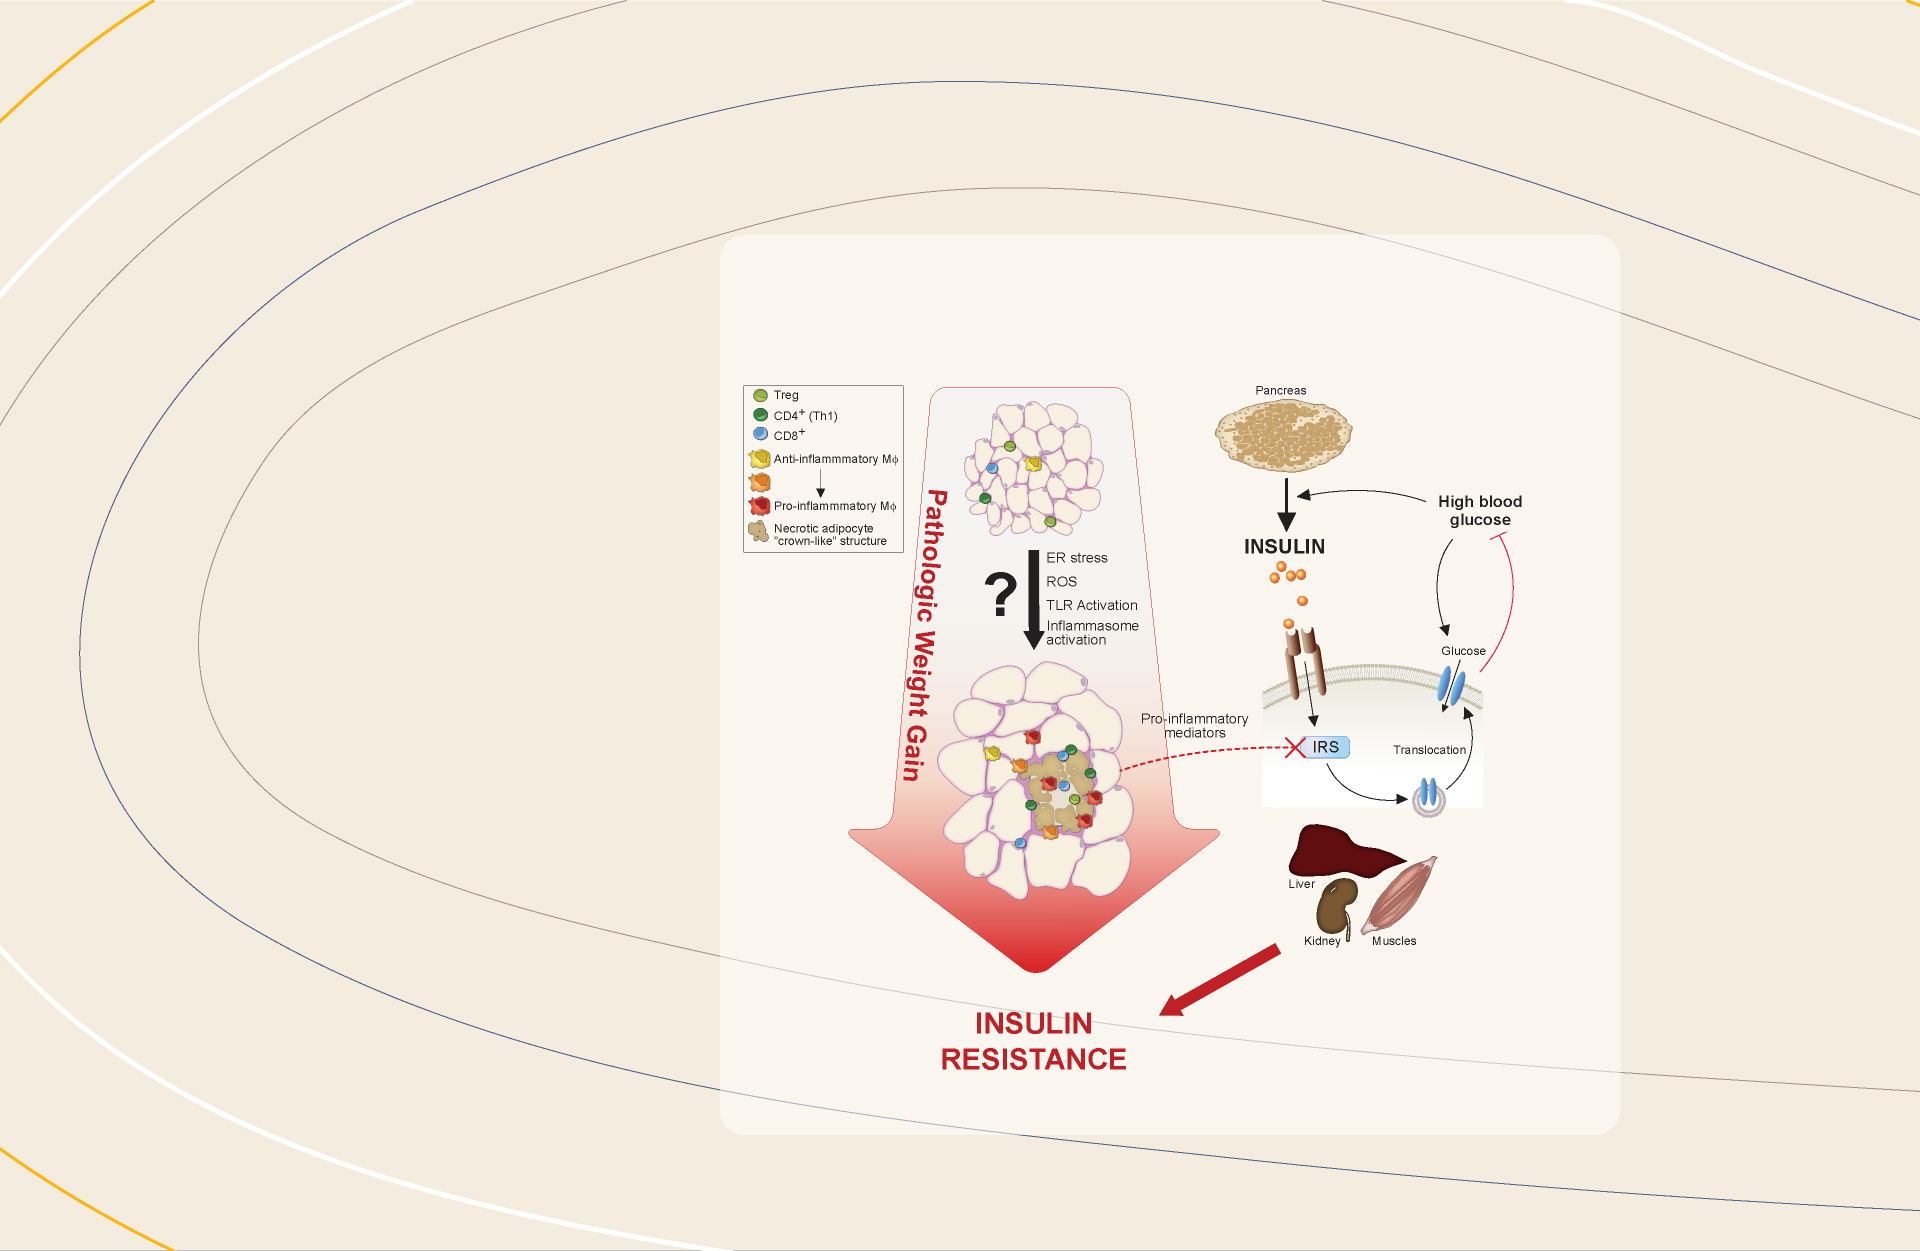 Treg
CD4+ (Th1)
CD8+
Anti-inflammmatory Mϕ
Pro-inflammmatory Mϕ
Necrotic adipocyte
"crown-like" structure
Pathologic Weight Gain
?
ER stress
ROS
TLR Activation
Inflammasome
activation
Pro-inflammatory
mediators
Pancreas
INSULIN
High blood
glucose
Glucose
IRS
Translocation
Liver
Kidney
Muscles
INSULIN
RESISTANCE